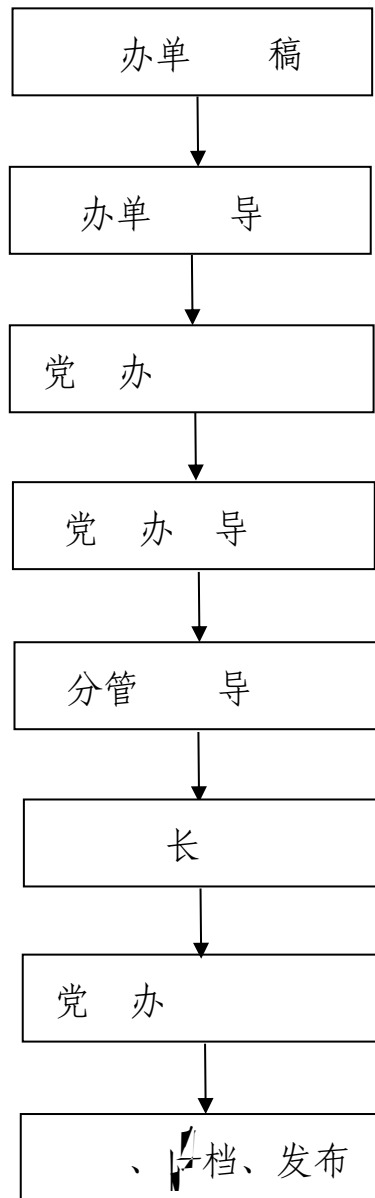 办单 稿
办单 导
党 办
党 办 导
分管 导
长
党 办
、 档、发布